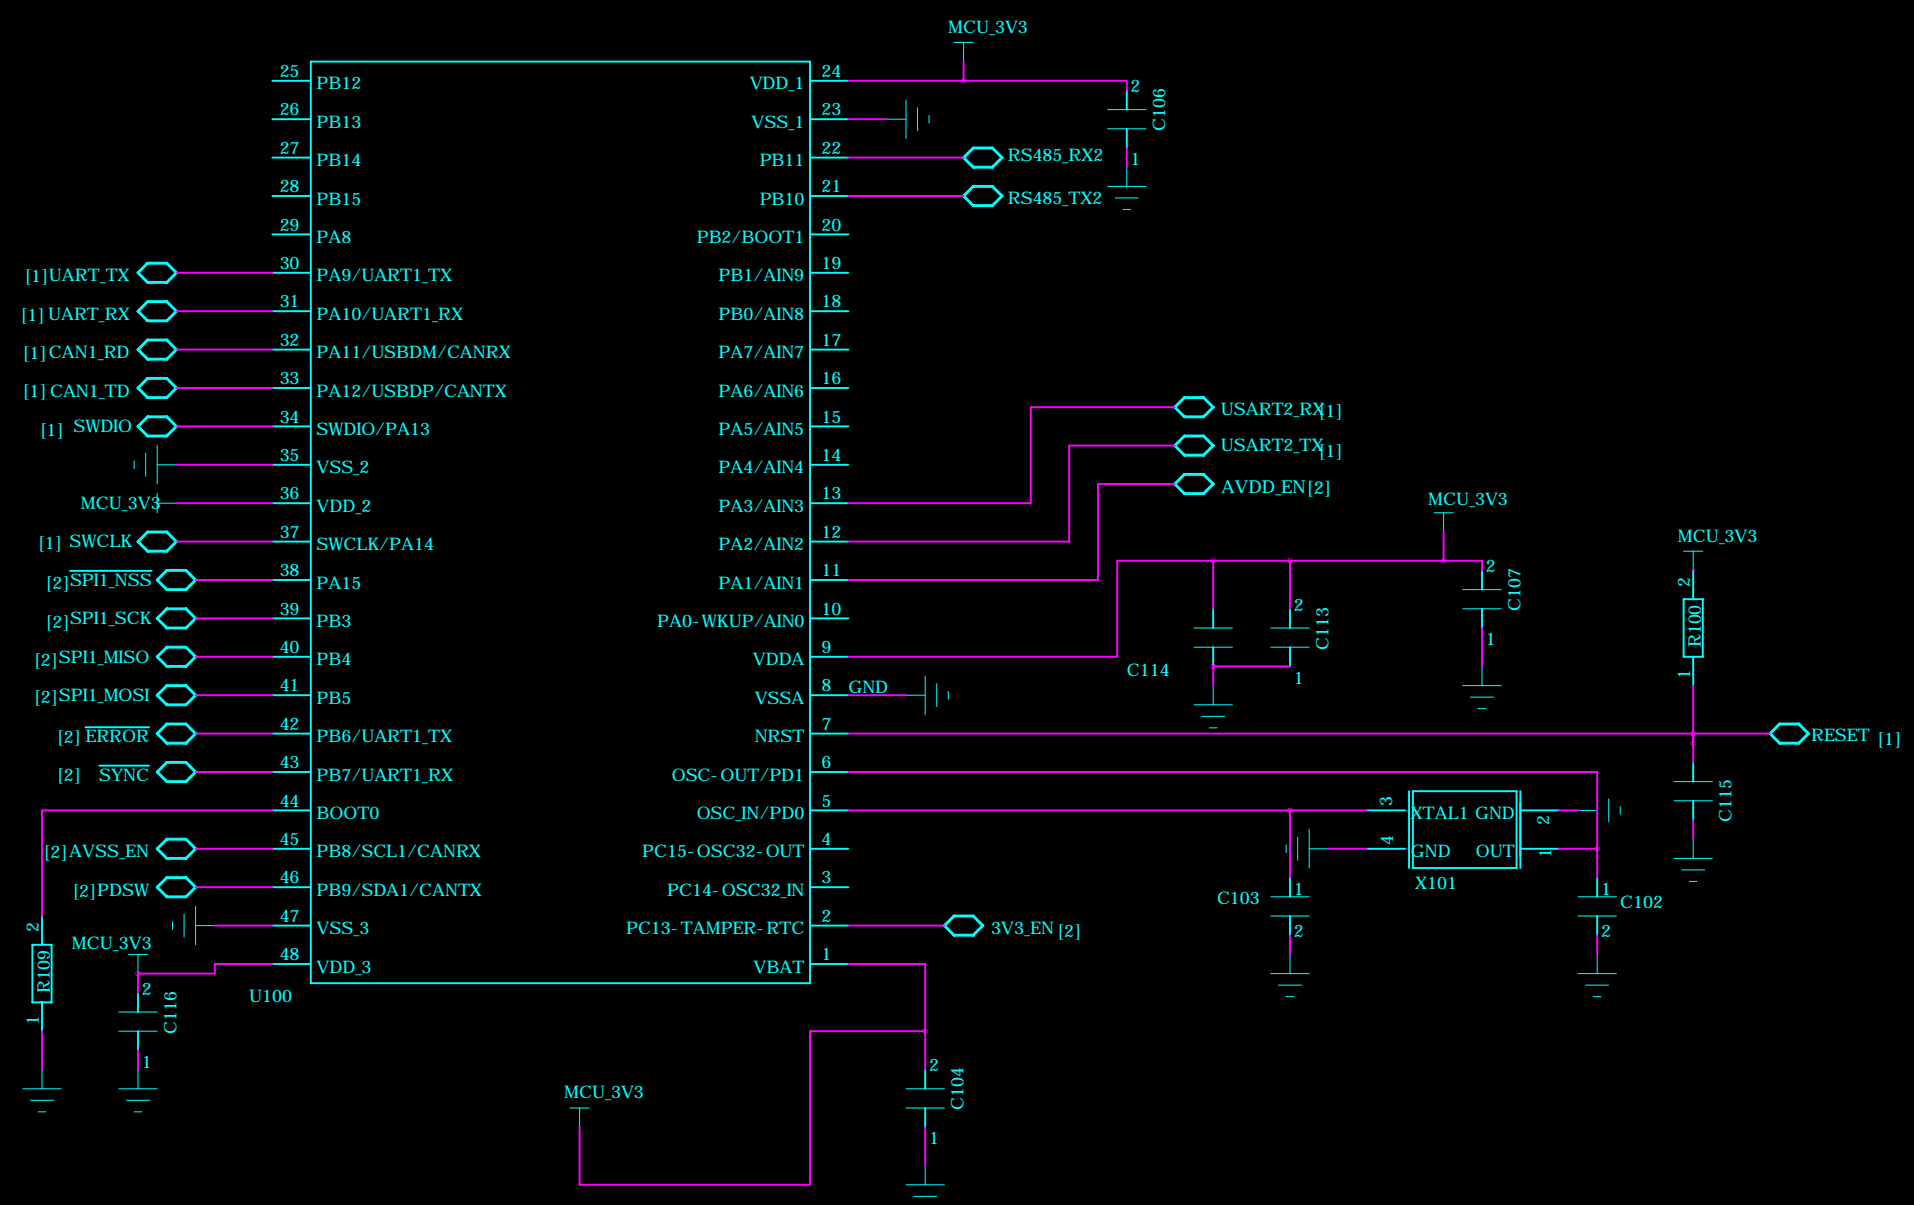 MCU_3V3
25 PB12
26 PB13
27 PB14
28 PB15
29 PA8
[1]UART_TX 30 PA9/UART1_TX
[1] UART_RX 31 PA10/UART1_RX
[1] CAN1_RD 32 PA11/USBDM/CANRX
[1] CAN1_TD 33 PA12/USBDP/CANTX
[1] SWDIO 34 SWDIO/PA13
35 VSS_2
MCU_3V3 36 VDD_2
[1] SWCLK 37 SWCLK/PA14
[2]SPI1_NSS 38 PA15
[2]SPI1_SCK 39 PB3
[2]SPI1_MISO 40 PB4
[2]SPI1_MOSI 41 PB5
[2] ERROR 42 PB6/UART1_TX
[2] SYNC 43 PB7/UART1_RX
44 BOOT0
[2]AVSS_EN 45 PB8/SCL1/CANRX
[2]PDSW 46 PB9/SDA1/CANTX
47 VSS_3
48 VDD_3
U100
VDD_1 24
VSS_1 23
PB11 22 RS485_RX2
PB10 21 RS485_TX2
PB2/BOOT1 20
PB1/AIN9 19
PB0/AIN8 18
PA7/AIN7 17
PA6/AIN6 16
PA5/AIN5 15
PA4/AIN4 14
PA3/AIN3 13
PA2/AIN2 12
PA1/AIN1 11
PA0-WKUP/AIN0 10
VDDA 9
VSSA 8 GND
NRST 7
OSC-OUT/PD1 6
OSC_IN/PD0 5
PC15-OSC32-OUT 4
PC14-OSC32_IN 3
PC13-TAMPER-RTC 2 3V3_EN [2]
VBAT 1
2
C106
1
USART2_RX[1]
USART2_TX[1]
AVDD_EN[2]
MCU_3V3
2
C107
1
2
C113
1
C114
MCU_3V3
2
R100
1
RESET [1]
C115
3 XTAL1 GND 2
4 GND OUT 1
X101
C103
1
2
1
C102
2
2
R109
1
MCU_3V3
2
C116
1
MCU_3V3
2
C104
1